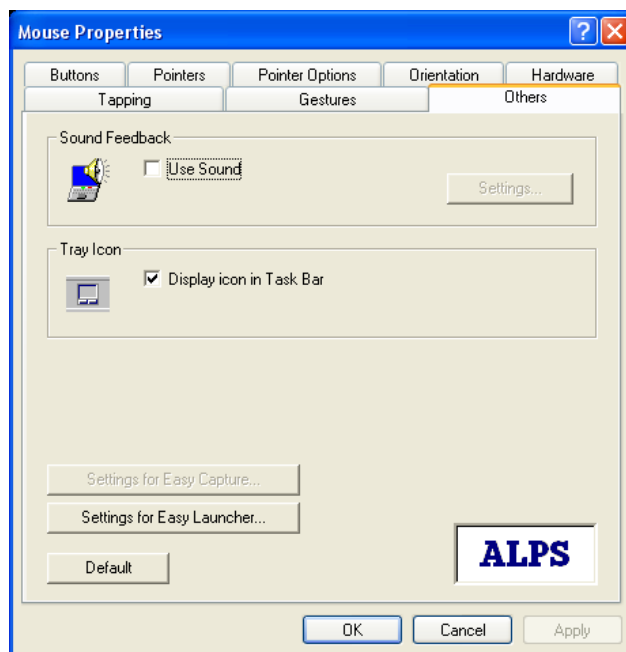 Mouse Properties
Buttons Pointers Pointer Options Orientation Hardware
Tapping Gestures Others
Sound Feedback
Use Sound
Settings...
Tray Icon
Display icon in Task Bar
Settings for Easy Capture...
Settings for Easy Launcher...
Default
ALPS
OK Cancel Apply